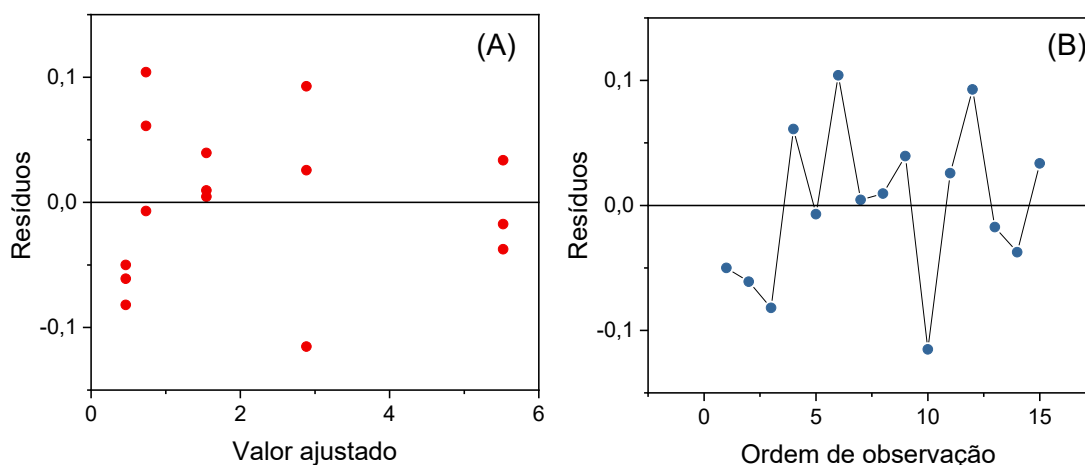 (A)
Resíduos
0,1
0,0
-0,1
0
2
4
6
Valor ajustado
(B)
Resíduos
0,1
0,0
-0,1
0
5
10
15
Ordem de observação